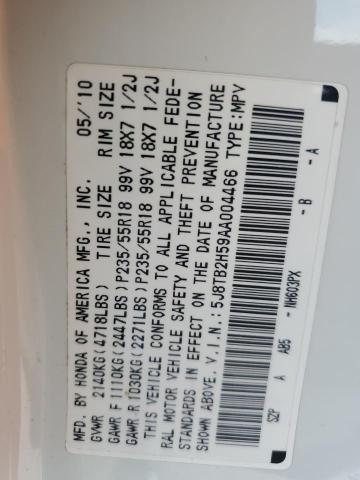 MFD. BY HONDA OF AMERICA MFG., INC. 05/'10
GVWR 2140KG(4718LBS) TIRE SIZE RIM SIZE
GAWR F 1110KG(2447LBS)P235/55R18 99V 18X7 1/2J
GAWR R 1030KG(2271LBS)P235/55R18 99V 18X7 1/2J
THIS VEHICLE CONFORMS TO ALL APPLICABLE FEDE-
RAL MOTOR VEHICLE SAFETY AND THEFT PREVENTION
STANDARDS IN EFFECT ON THE DATE OF MANUFACTURE
SHOWN ABOVE. V.I.N.:5J8TB2H59AA004466 TYPE:MPV
SZP A AB5 - NH603PX - B - A